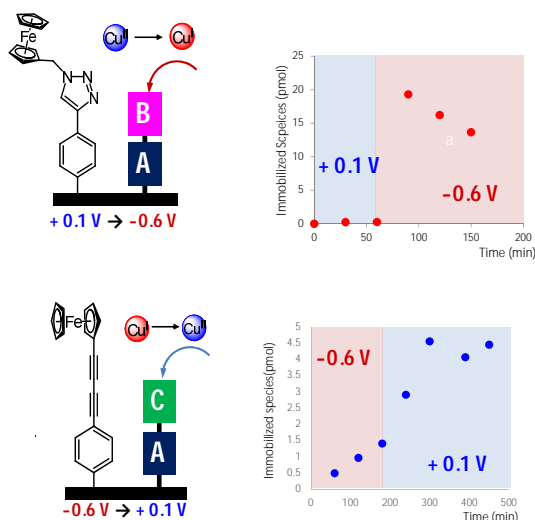 Fe
N
N
N
Cu^II → Cu^I
B
A
+ 0.1 V → -0.6 V
Immobilized Scpeices (pmol)
25
20
15
10
5
0
a
+ 0.1 V
-0.6 V
0 50 100 150 200
Time (min)
Fe
Cu^I → Cu^II
C
A
-0.6 V → + 0.1 V
Immobilized species(pmol)
5
4.5
4
3.5
3
2.5
2
1.5
1
0.5
0
-0.6 V
+ 0.1 V
0 100 200 300 400 500
Time (min)